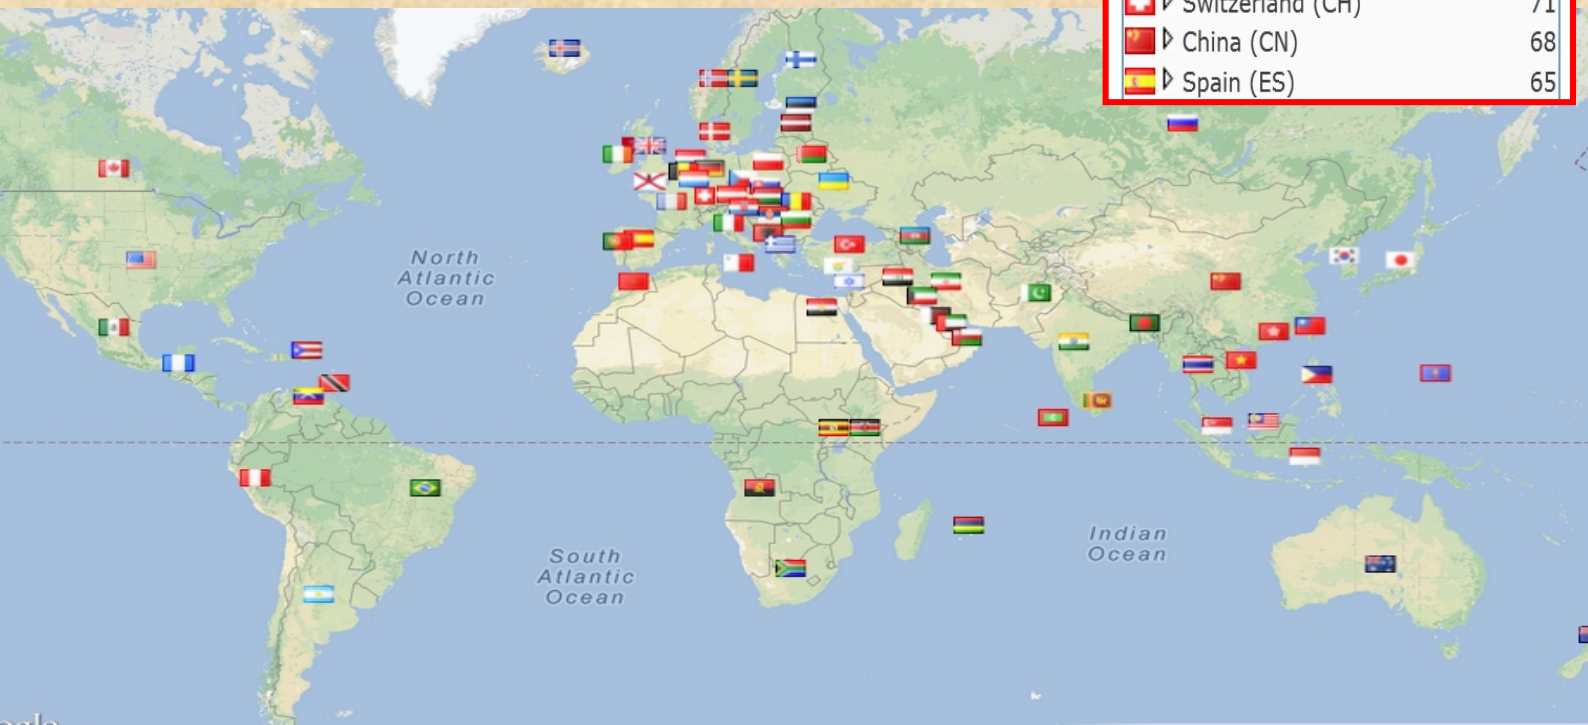 Switzerland (CH) 71
China (CN) 68
Spain (ES) 65
North
Atlantic
Ocean
South
Atlantic
Ocean
Indian
Ocean